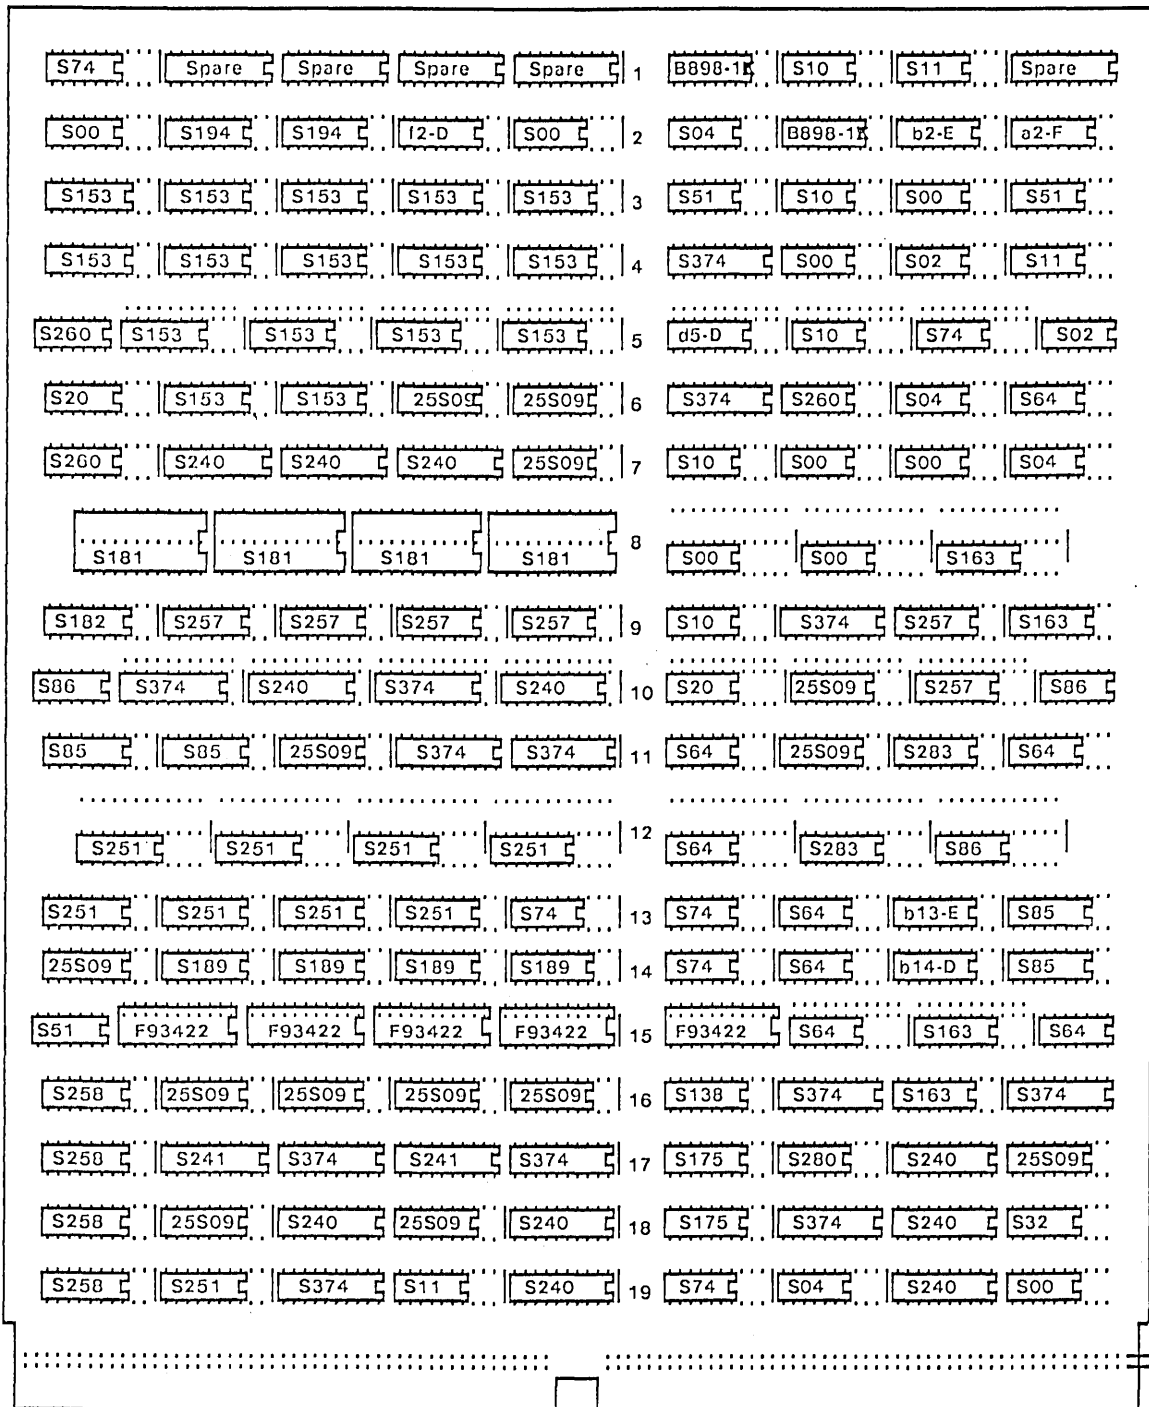 S74 Spare Spare Spare Spare 1 B898-1K S10 S11 Spare
S00 S194 S194 f2-D S00 2 S04 B898-1K b2-E a2-F
S153 S153 S153 S153 S153 3 S51 S10 S00 S51
S153 S153 S153 S153 S153 4 S374 S00 S02 S11
S260 S153 S153 S153 S153 5 d5-D S10 S74 S02
S20 S153 S153 25S09 25S09 6 S374 S260 S04 S64
S260 S240 S240 S240 25S09 7 S10 S00 S00 S04
S181 S181 S181 S181 8 S00 S00 S163
S182 S257 S257 S257 S257 9 S10 S374 S257 S163
S86 S374 S240 S374 S240 10 S20 25S09 S257 S86
S85 S85 25S09 S374 S374 11 S64 25S09 S283 S64
S251 S251 S251 S251 12 S64 S283 S86
S251 S251 S251 S251 S74 13 S74 S64 b13-E S85
25S09 S189 S189 S189 S189 14 S74 S64 b14-D S85
S51 F93422 F93422 F93422 F93422 15 F93422 S64 S163 S64
S258 25S09 25S09 25S09 25S09 16 S138 S374 S163 S374
S258 S241 S374 S241 S374 17 S175 S280 S240 25S09
S258 25S09 S240 25S09 S240 18 S175 S374 S240 S32
S258 S251 S374 S11 S240 19 S74 S04 S240 S00